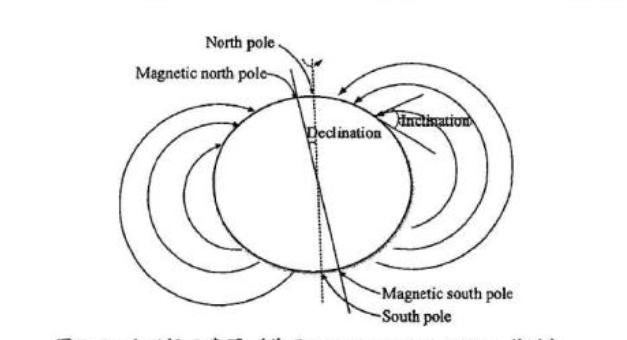 North pole
Magnetic north pole
Declination
Inclination
Magnetic south pole
South pole